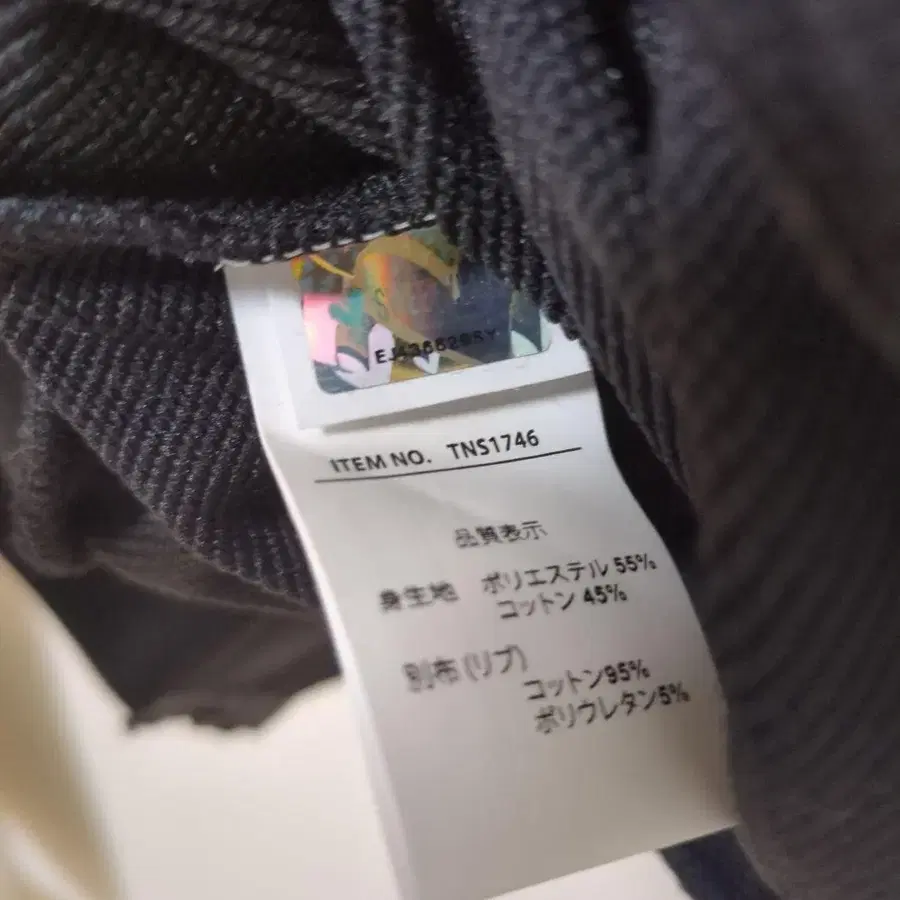 ITEM NO. TNS1746
品質表示
身生地 ポリエステル 55%
コットン 45%
別布(リブ)
コットン95%
ポリウレタン5%